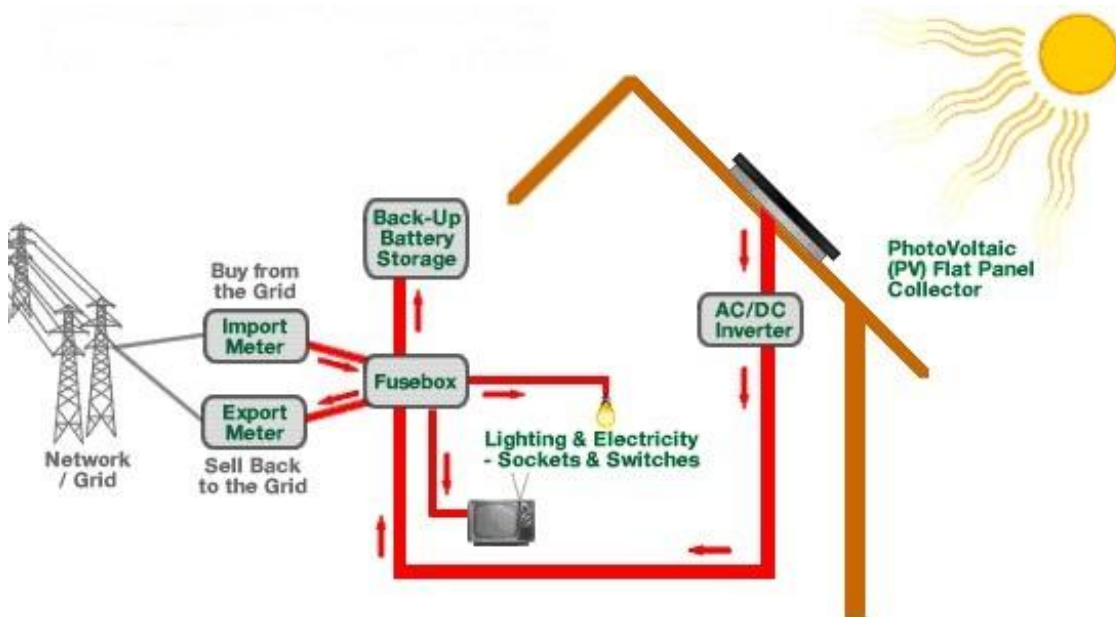 Back-Up
Battery
Storage
Buy from
the Grid
Import
Meter
Fusebox
Export
Meter
Sell Back
to the Grid
Network
/ Grid
Lighting & Electricity
- Sockets & Switches
AC/DC
Inverter
PhotoVoltaic
(PV) Flat Panel
Collector